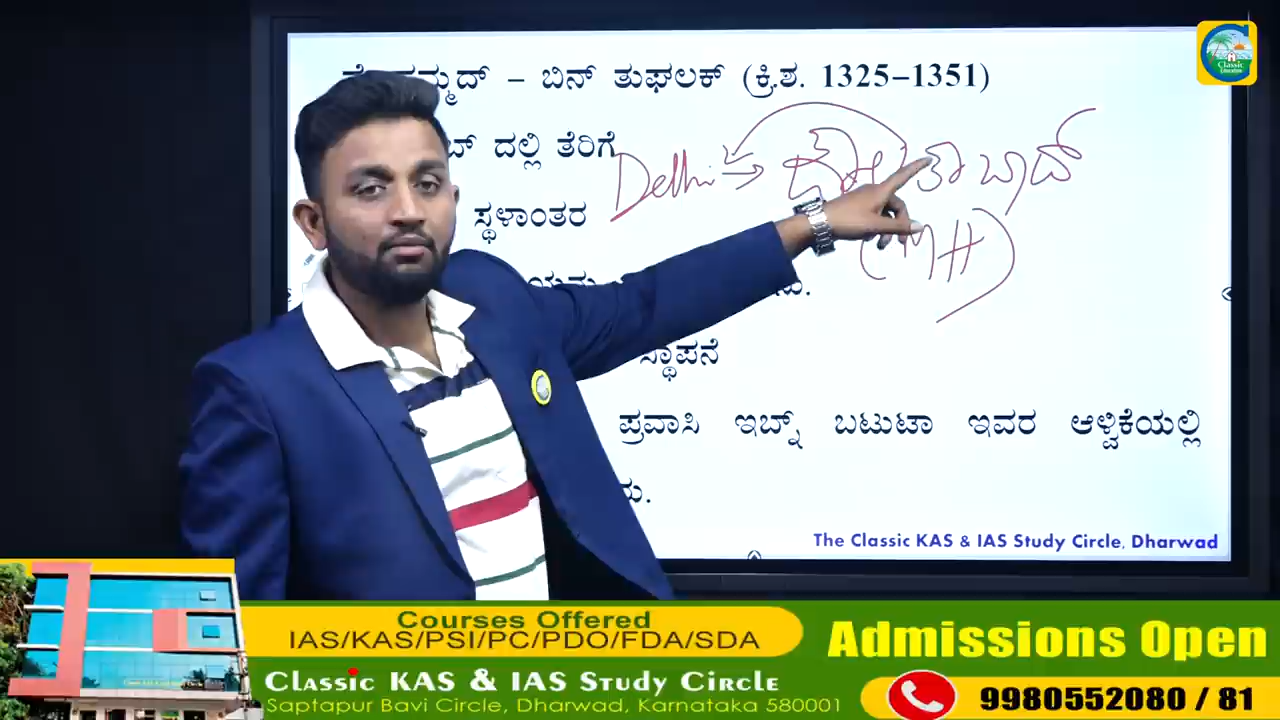 – ಬಿನ್ ತುಘಲಕ್ (ಕ್ರಿ.ಶ. 1325–1351)
ದಲ್ಲಿ ತೆರಿಗೆ
Delhi ದೌಲತಾಬಾದ್
(MH)
ಸ್ಥಳಾಂತರ
ಸ್ಥಾಪನೆ
ಪ್ರವಾಸಿ ಇಬ್ನ್ ಬಟುಟಾ ಇವರ ಆಳ್ವಿಕೆಯಲ್ಲಿ
The Classic KAS & IAS Study Circle, Dharwad
Classic Education
Courses Offered
IAS/KAS/PSI/PC/PDO/FDA/SDA
Classic KAS & IAS Study Circle
Saptapur Bavi Circle, Dharwad, Karnataka 580001
Admissions Open
9980552080 / 81